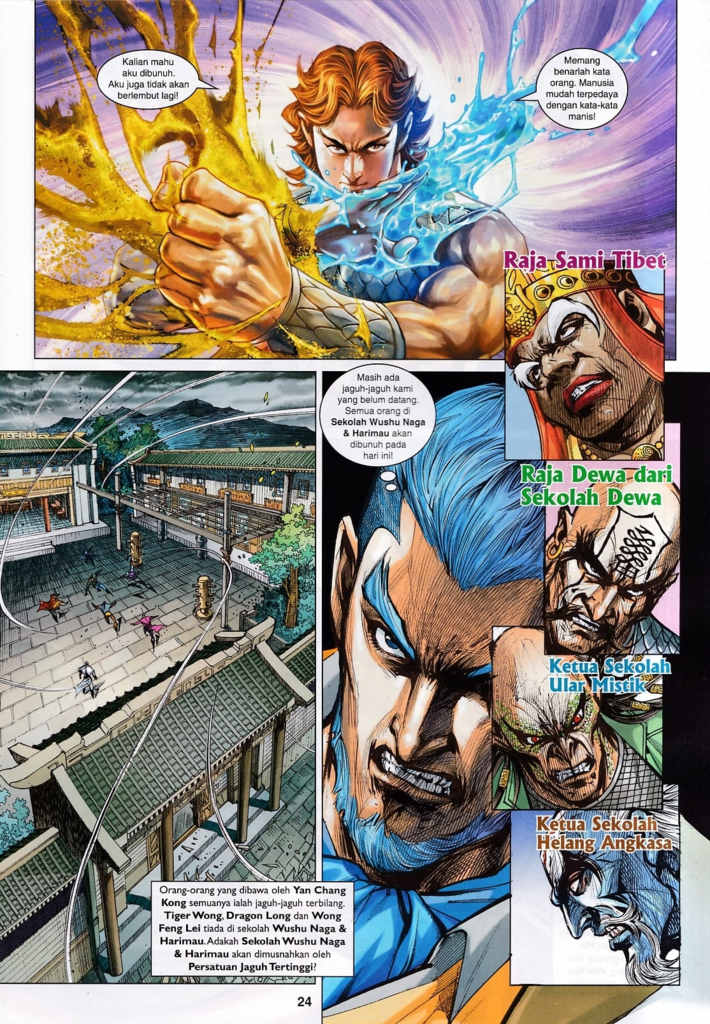 Kalian mahu
aku dibunuh.
Aku juga tidak akan
berlembut lagi!
Memang
benarlah kata
orang. Manusia
mudah terpedaya
dengan kata-kata
manis!
Raja Sami Tibet
Masih ada
jaguh-jaguh kami
yang belum datang.
Semua orang di
Sekolah Wushu Naga
& Harimau akan
dibunuh pada
hari ini!
Raja Dewa dari
Sekolah Dewa
Ketua Sekolah
Ular Mistik
Ketua Sekolah
Helang Angkasa
Orang-orang yang dibawa oleh Yan Chang
Kong semuanya ialah jaguh-jaguh terbilang.
Tiger Wong, Dragon Long dan Wong
Feng Lei tiada di sekolah Wushu Naga &
Harimau. Adakah Sekolah Wushu Naga
& Harimau akan dimusnahkan oleh
Persatuan Jaguh Tertinggi?
24